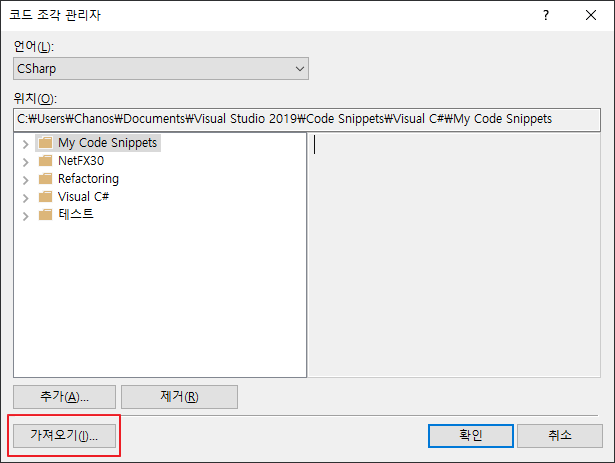 코드 조각 관리자
?
언어(L):
CSharp
위치(O):
C:₩Users₩Chanos₩Documents₩Visual Studio 2019₩Code Snippets₩Visual C#₩My Code Snippets
My Code Snippets
NetFX30
Refactoring
Visual C#
테스트
추가(A)...
제거(R)
가져오기(I)...
확인
취소